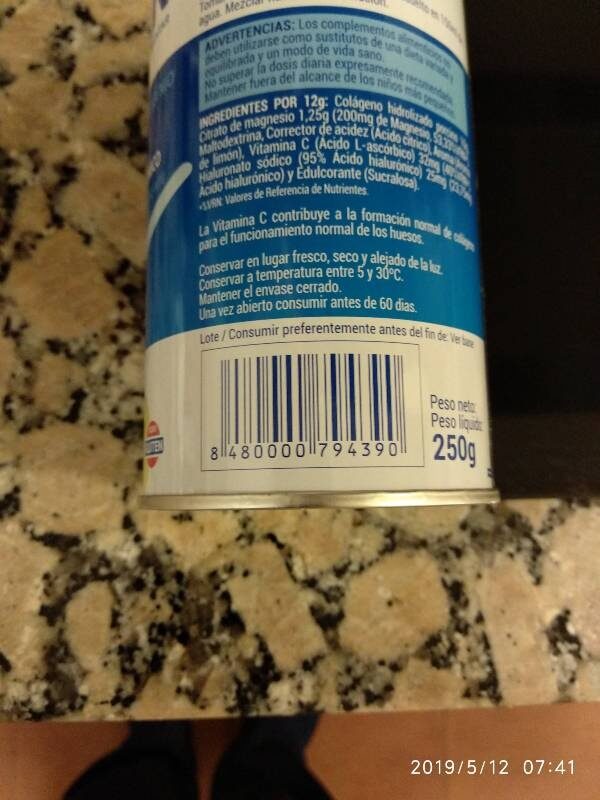 agua. Mezclar
ADVERTENCIAS: Los complementos alimenticios no
deben utilizarse como sustitutos de una dieta variada y
equilibrada y un modo de vida sano.
No superar la dosis diaria expresamente recomendada.
Mantener fuera del alcance de los niños más pequeños.
INGREDIENTES POR 12g: Colágeno hidrolizado
Citrato de magnesio 1,25g (200mg de Magnesio,
Maltodextrina, Corrector de acidez (Ácido cítrico), Aroma
de limón), Vitamina C (Ácido L-ascórbico) 32mg (40%
Hialuronato sódico (95% Ácido hialurónico) 25mg
Ácido hialurónico) y Edulcorante (Sucralosa).
Valores de Referencia de Nutrientes.
La Vitamina C contribuye a la formación normal de colágeno
para el funcionamiento normal de los huesos.
Conservar en lugar fresco, seco y alejado de la luz.
Conservar a temperatura entre 5 y 30ºC.
Mantener el envase cerrado.
Una vez abierto consumir antes de 60 días.
Lote / Consumir preferentemente antes del fin de: Ver base
8 480000 794390
Peso neto:
Peso líquido:
250g
2019/5/12 07:41